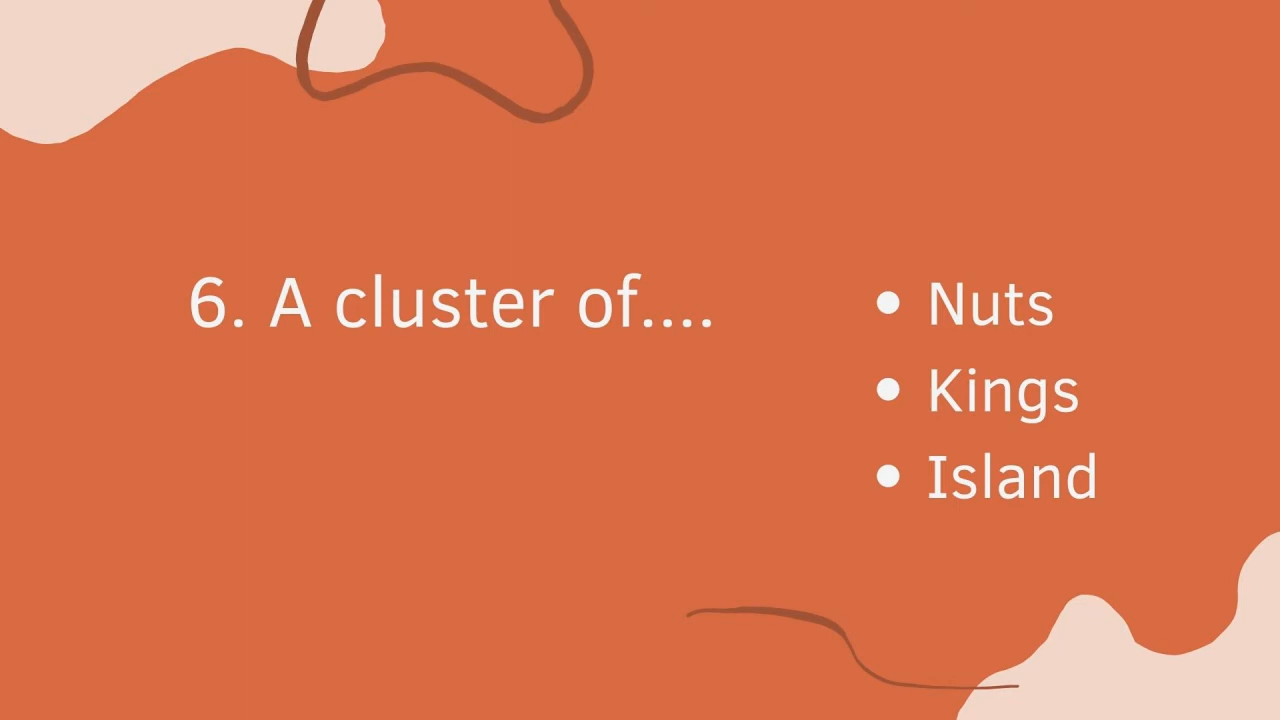 6. A cluster of....
• Nuts
• Kings
• Island